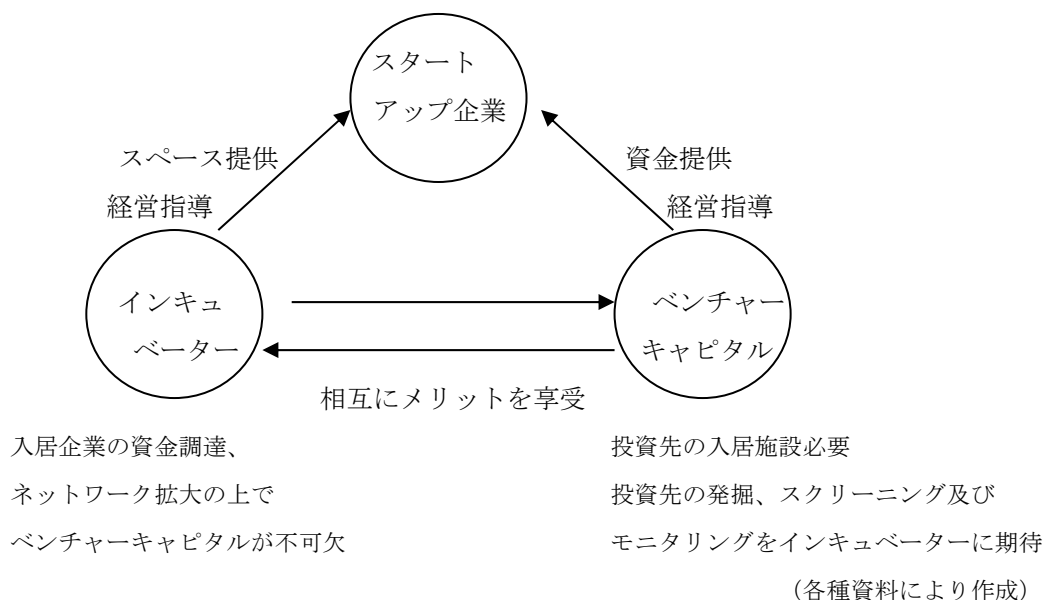 スタート
アップ企業
スペース提供
経営指導
資金提供
経営指導
インキュ
ベーター
ベンチャー
キャピタル
相互にメリットを享受
入居企業の資金調達、
ネットワーク拡大の上で
ベンチャーキャピタルが不可欠
投資先の入居施設必要
投資先の発掘、スクリーニング及び
モニタリングをインキュベーターに期待
（各種資料により作成）